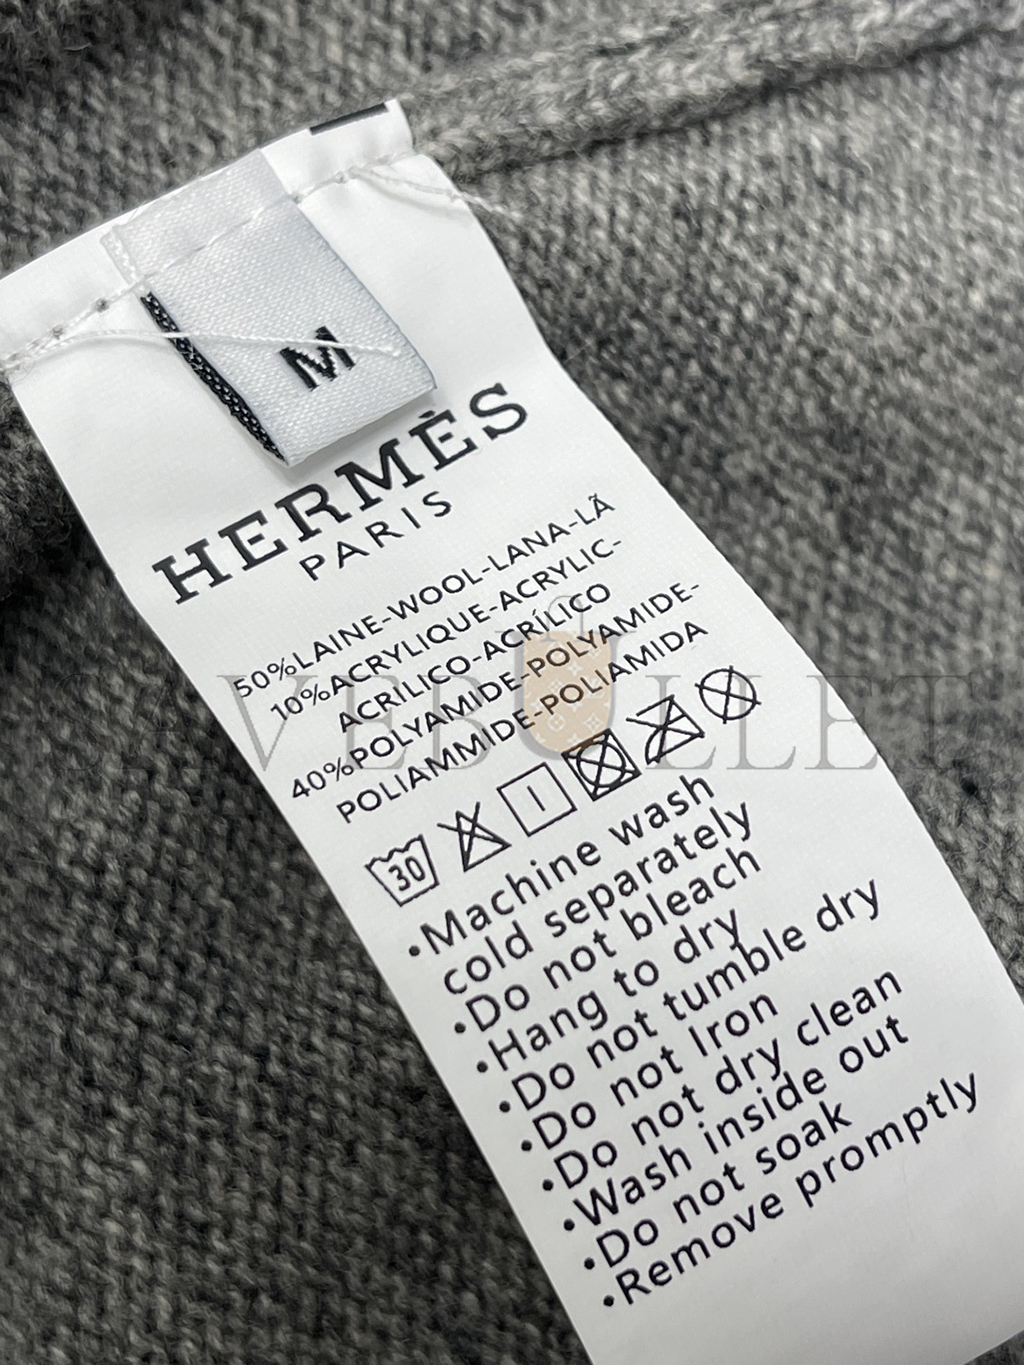 M
HERMÈS
PARIS
50%LAINE-WOOL-LANA-LÃ
10%ACRYLIQUE-ACRYLIC-
ACRILICO-ACRÍLICO
40%POLYAMIDE-POLYAMIDE-
POLIAMMIDE-POLIAMIDA
30
•Machine wash
cold separately
•Do not bleach
•Hang to dry
•Do not tumble dry
•Do not Iron
•Do not dry clean
•Wash inside out
•Do not soak
•Remove promptly
SAVEBULLET